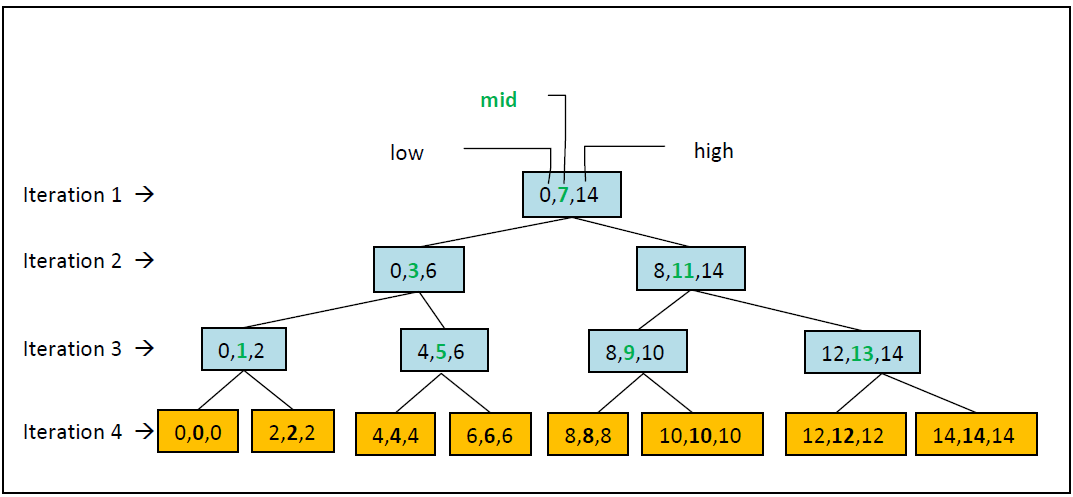 mid
low
high
Iteration 1 → 0,7,14
Iteration 2 → 0,3,6 8,11,14
Iteration 3 → 0,1,2 4,5,6 8,9,10 12,13,14
Iteration 4 → 0,0,0 2,2,2 4,4,4 6,6,6 8,8,8 10,10,10 12,12,12 14,14,14